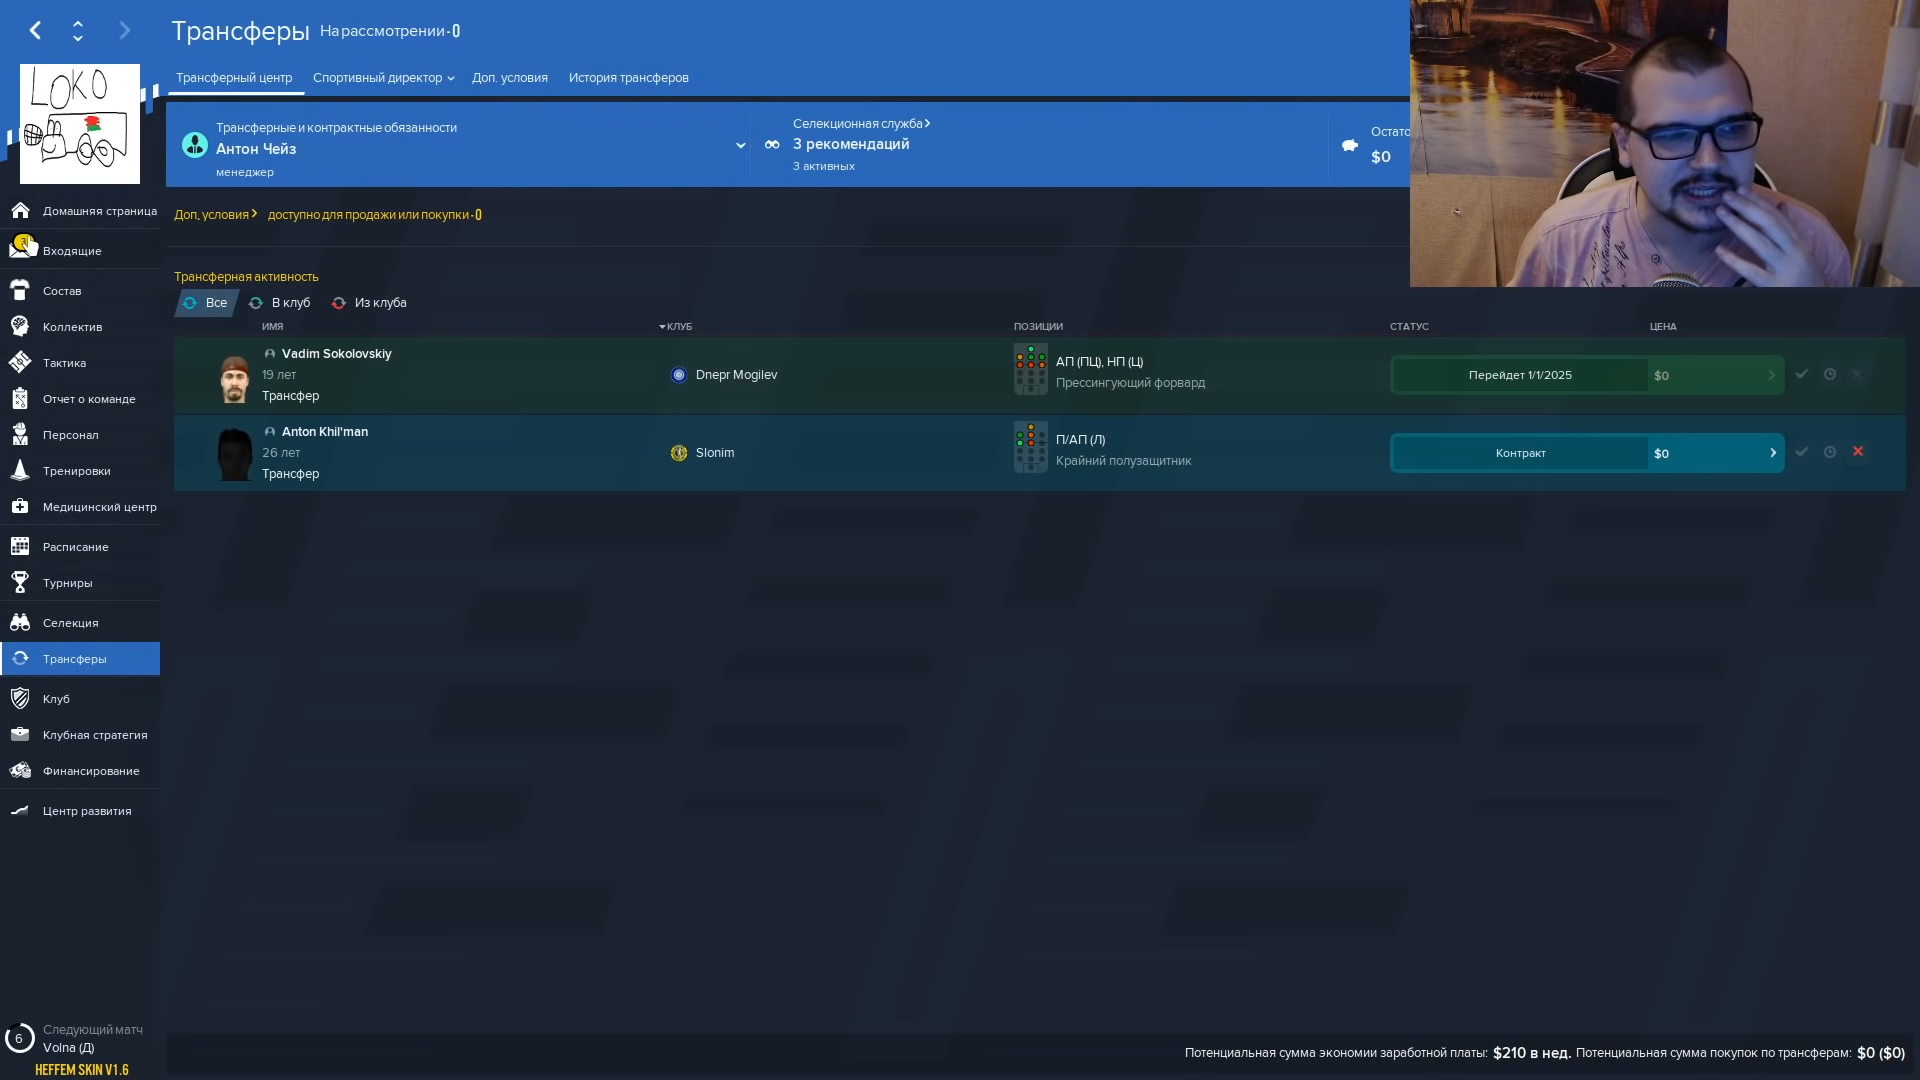 Трансферы На рассмотрении - 0
Трансферный центр Спортивный директор Доп. условия История трансферов
LOKO
Трансферные и контрактные обязанности
Антон Чейз
менеджер
Селекционная служба
3 рекомендаций
3 активных
Остато
$0
Доп. условия доступно для продажи или покупки - 0
Трансферная активность
Все В клуб Из клуба
ИМЯ КЛУБ ПОЗИЦИИ СТАТУС ЦЕНА
Vadim Sokolovskiy
19 лет
Трансфер
Dnepr Mogilev
АП (ПЦ), НП (Ц)
Прессингующий форвард
Перейдет 1/1/2025 $0
Anton Khil'man
26 лет
Трансфер
Slonim
П/АП (Л)
Крайний полузащитник
Контракт $0
Домашняя страница
Входящие
Состав
Коллектив
Тактика
Отчет о команде
Персонал
Тренировки
Медицинский центр
Расписание
Турниры
Селекция
Трансферы
Клуб
Клубная стратегия
Финансирование
Центр развития
6
Следующий матч
Volna (Д)
HEFFEM SKIN V1.6
Потенциальная сумма экономии заработной платы: $210 в нед. Потенциальная сумма покупок по трансферам: $0 ($0)